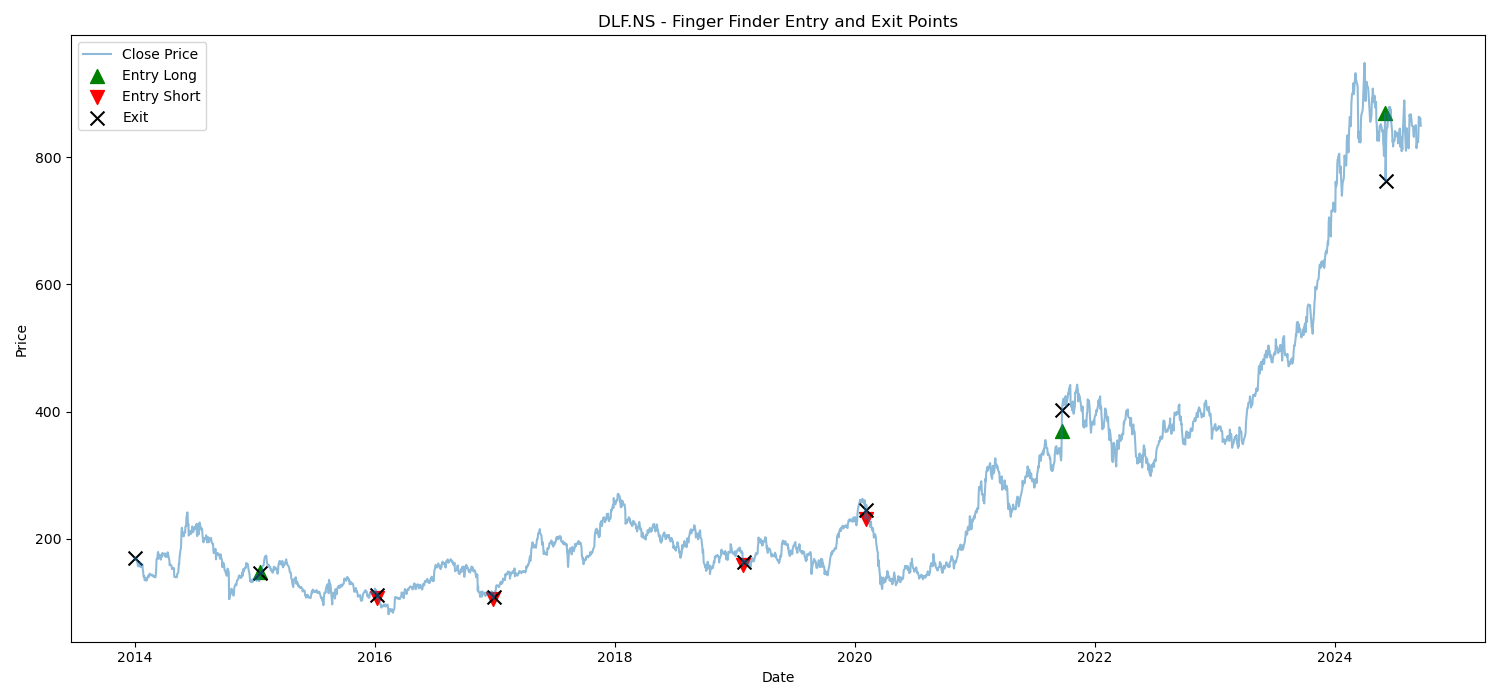 DLF.NS - Finger Finder Entry and Exit Points
Close Price
Entry Long
Entry Short
Exit
800
600
400
200
Price
2014
2016
2018
2020
2022
2024
Date